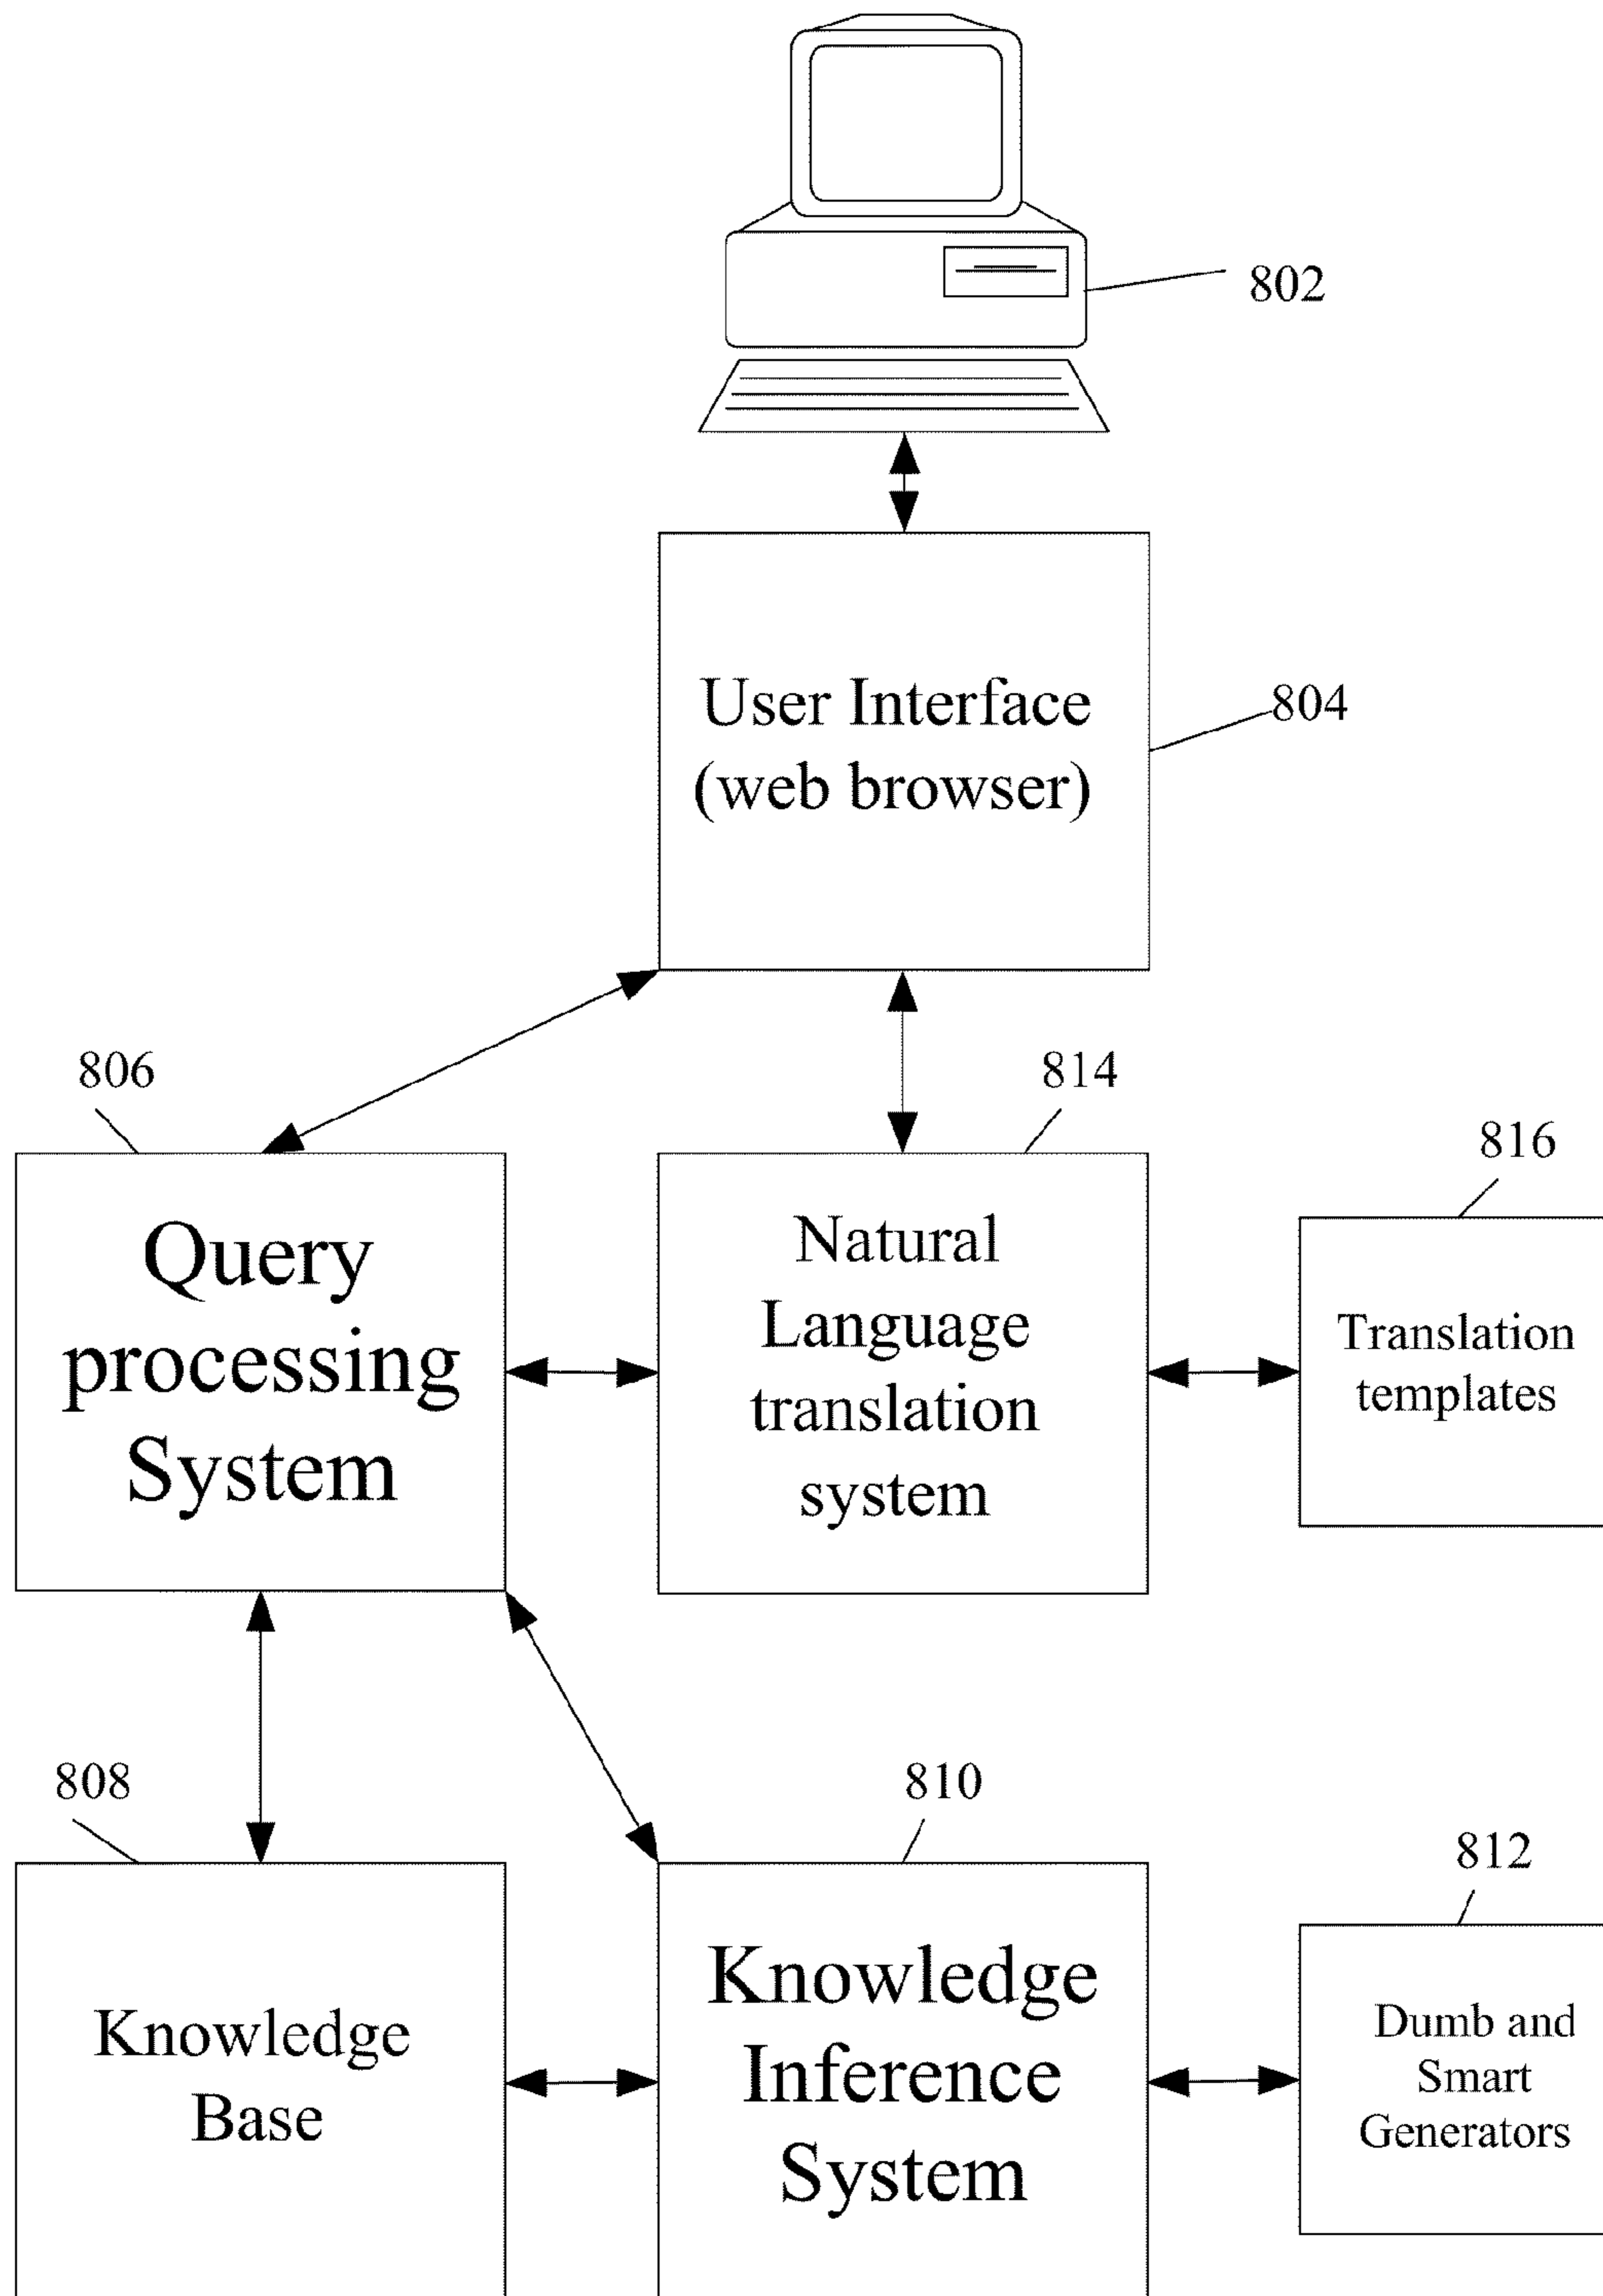 802
User Interface
(web browser)
804
806
Query
processing
System
814
Natural
Language
translation
system
816
Translation
templates
808
Knowledge
Base
810
Knowledge
Inference
System
812
Dumb and
Smart
Generators